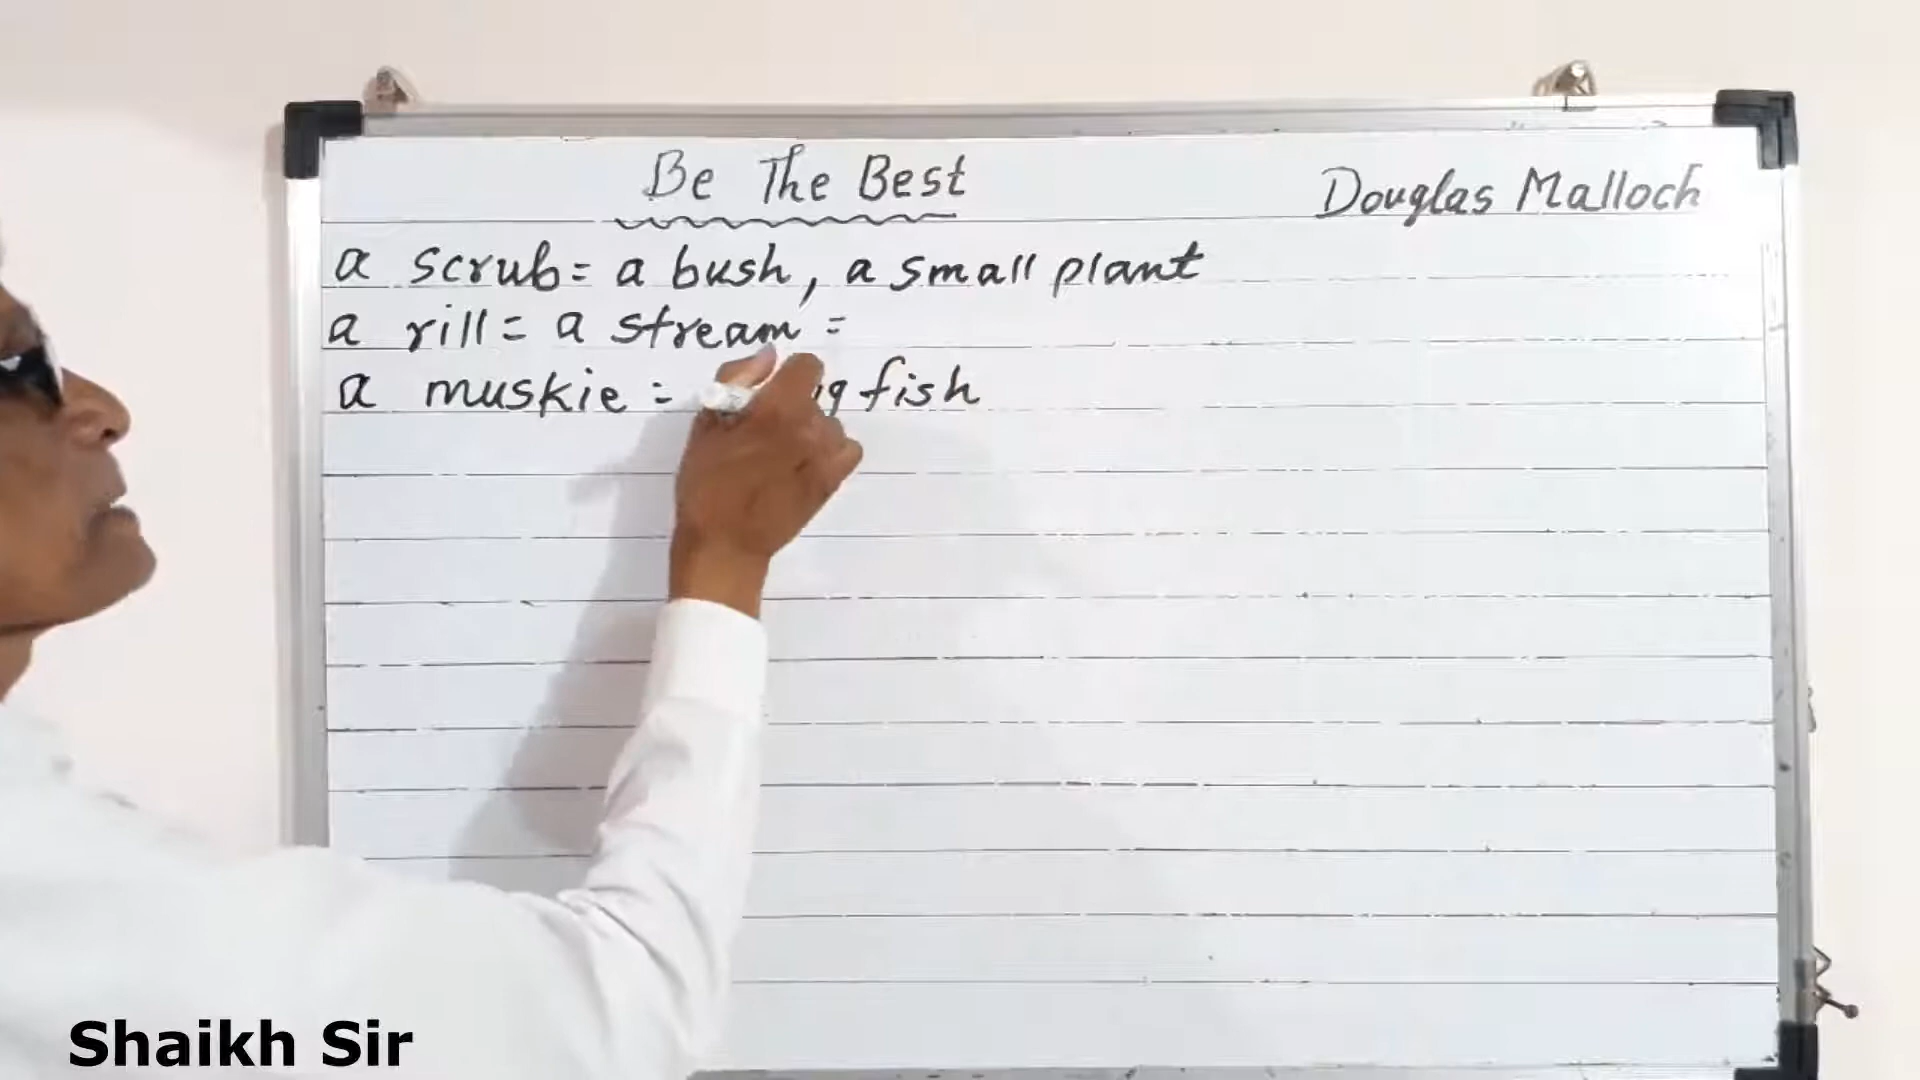 Be The Best
Douglas Malloch
a scrub = a bush, a small plant
a rill = a stream =
a muskie = fish
Shaikh Sir